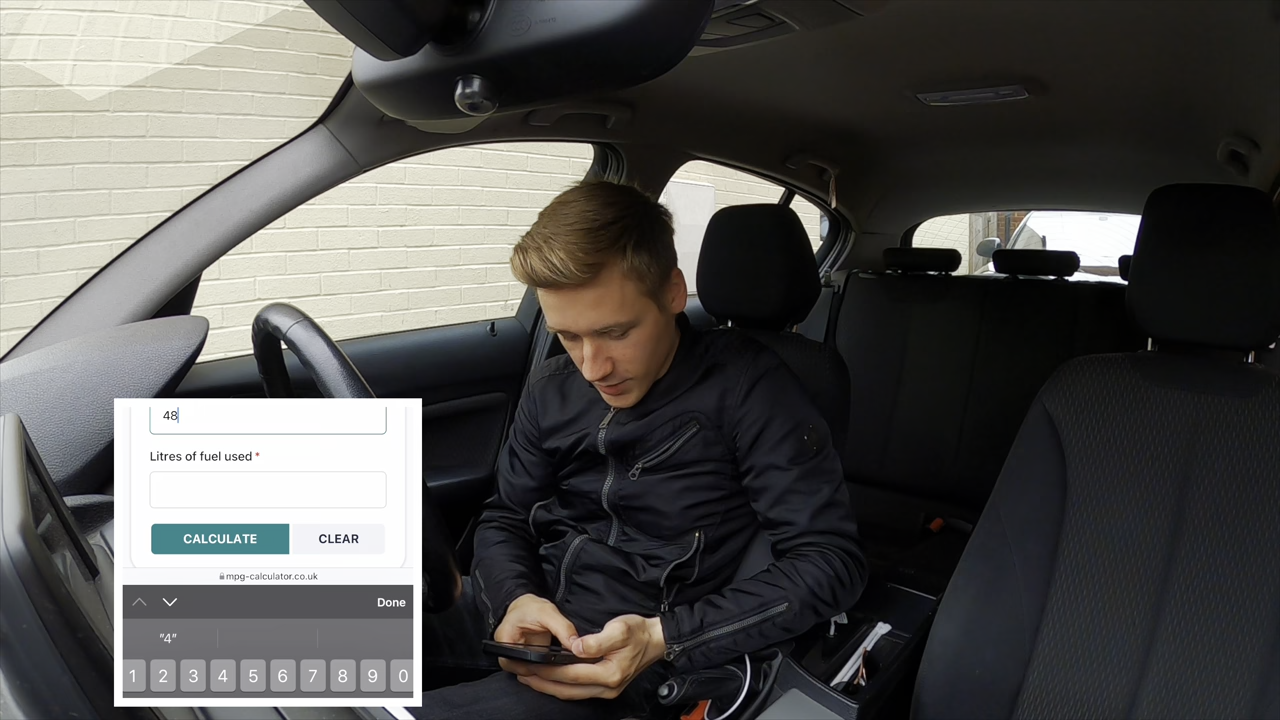 48
Litres of fuel used *
CALCULATE CLEAR
mpg-calculator.co.uk
Done
"4"
1 2 3 4 5 6 7 8 9 0